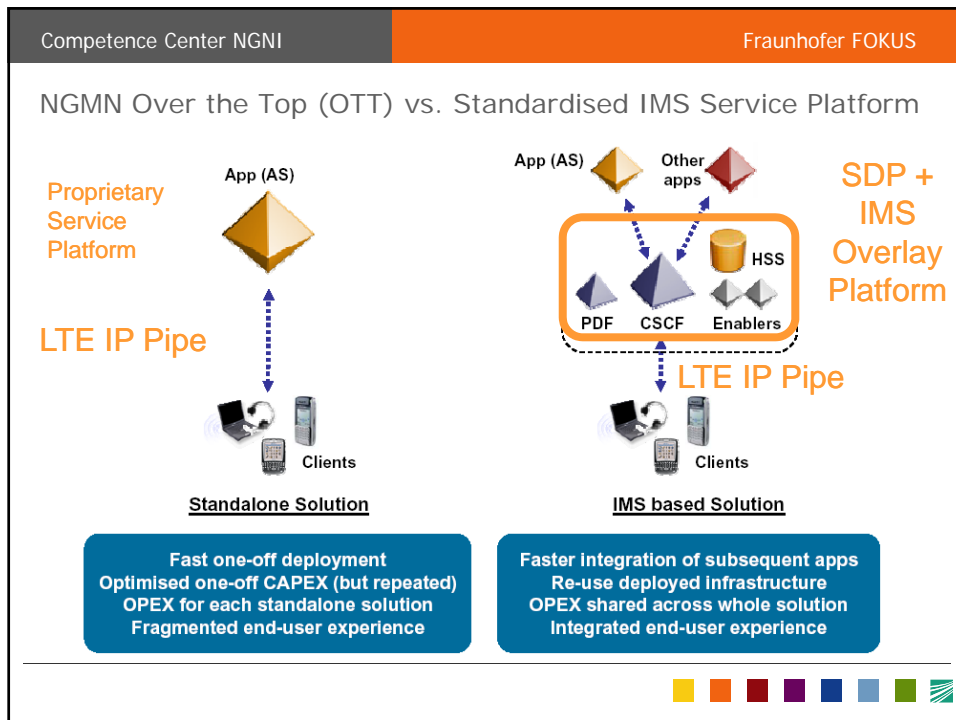 Competence Center NGNI
Fraunhofer FOKUS
NGMN Over the Top (OTT) vs. Standardised IMS Service Platform
Proprietary
Service
Platform
App (AS)
LTE IP Pipe
Clients
Standalone Solution
Fast one-off deployment
Optimised one-off CAPEX (but repeated)
OPEX for each standalone solution
Fragmented end-user experience
App (AS)
Other
apps
SDP +
IMS
Overlay
Platform
HSS
PDF
CSCF
Enablers
LTE IP Pipe
Clients
IMS based Solution
Faster integration of subsequent apps
Re-use deployed infrastructure
OPEX shared across whole solution
Integrated end-user experience